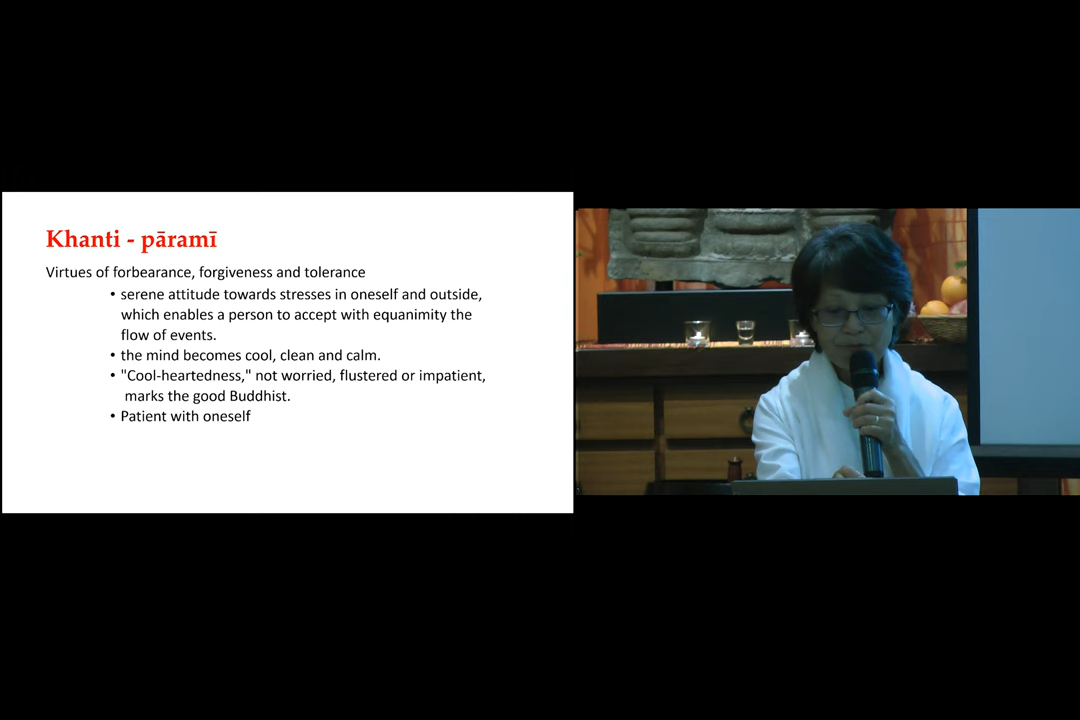 Khanti - pāramī
Virtues of forbearance, forgiveness and tolerance
• serene attitude towards stresses in oneself and outside,
which enables a person to accept with equanimity the
flow of events.
• the mind becomes cool, clean and calm.
• "Cool-heartedness," not worried, flustered or impatient,
marks the good Buddhist.
• Patient with oneself